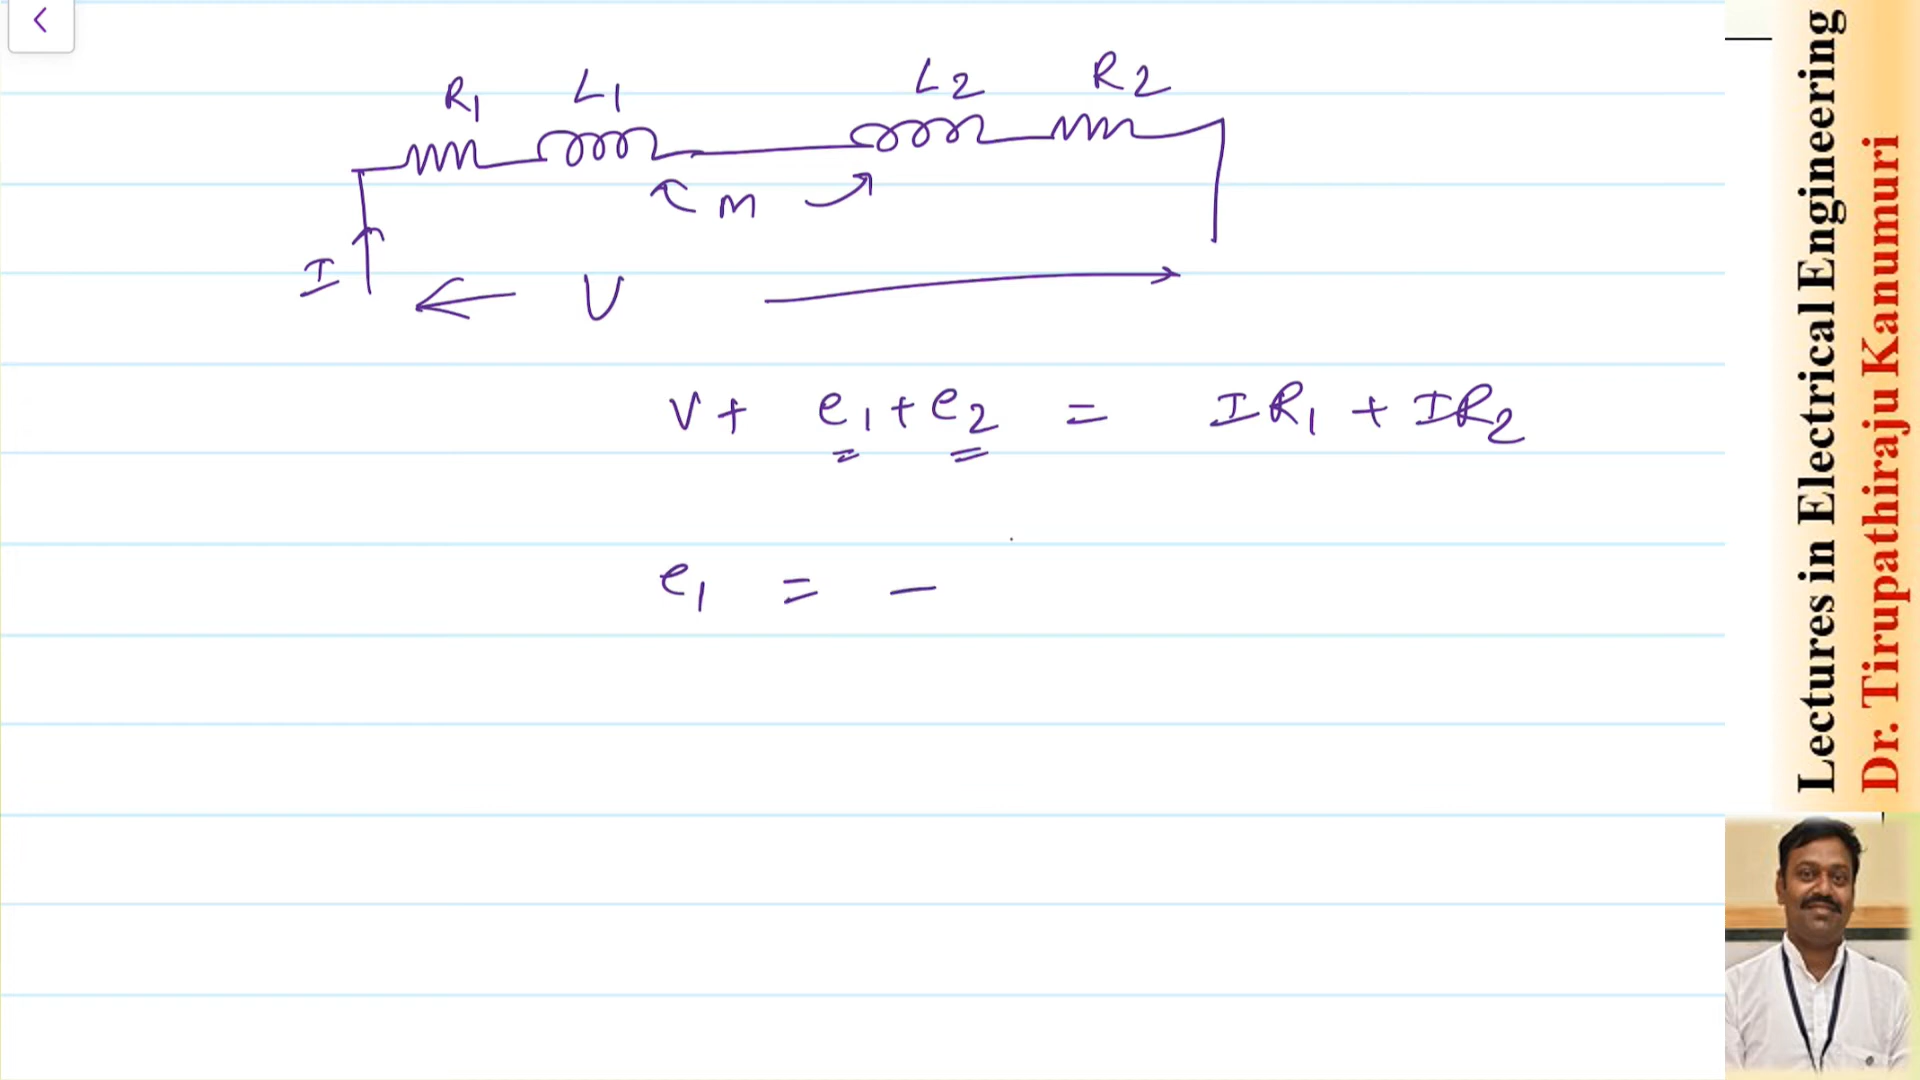 R1 L1 L2 R2
M
I V
V + e1 + e2 = IR1 + IR2
e1 = -
Lectures in Electrical Engineering
Dr. Tirupathiraju Kanumuri